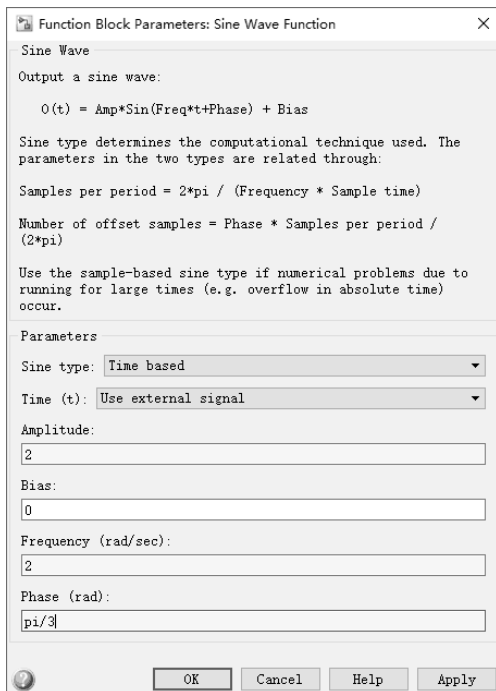 Function Block Parameters: Sine Wave Function
Sine Wave
Output a sine wave:
O(t) = Amp*Sin(Freq*t+Phase) + Bias
Sine type determines the computational technique used. The
parameters in the two types are related through:
Samples per period = 2*pi / (Frequency * Sample time)
Number of offset samples = Phase * Samples per period /
(2*pi)
Use the sample-based sine type if numerical problems due to
running for large times (e.g. overflow in absolute time)
occur.
Parameters
Sine type: Time based
Time (t): Use external signal
Amplitude:
2
Bias:
0
Frequency (rad/sec):
2
Phase (rad):
pi/3
OK Cancel Help Apply